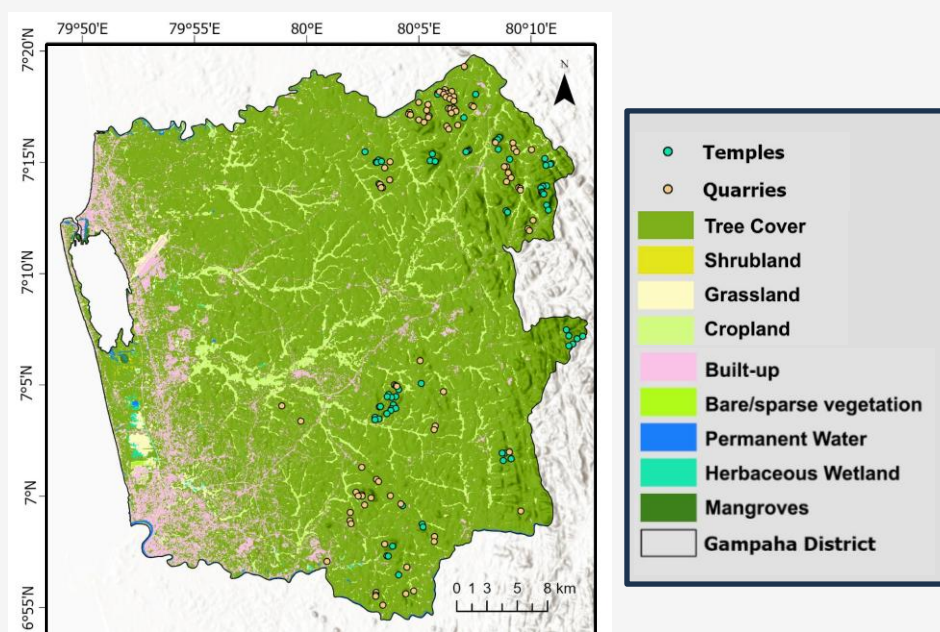 79°50'E 79°55'E 80°E 80°5'E 80°10'E
7°20'N
7°15'N
7°10'N
7°5'N
7°N
6°55'N
N
0 1 3 5 8 km
Temples
Quarries
Tree Cover
Shrubland
Grassland
Cropland
Built-up
Bare/sparse vegetation
Permanent Water
Herbaceous Wetland
Mangroves
Gampaha District